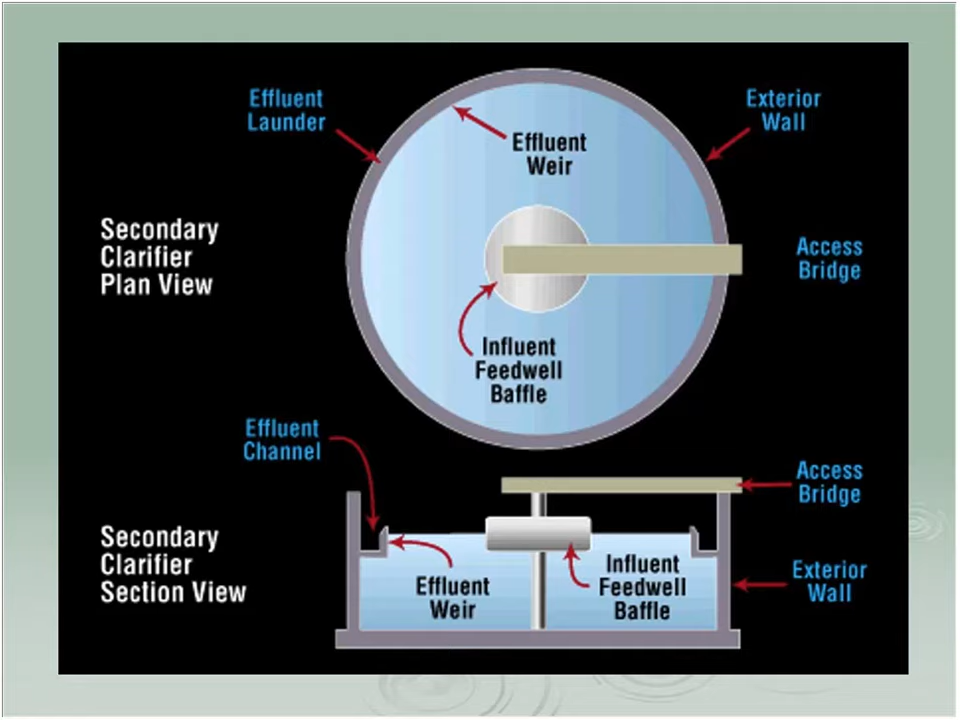 Effluent
Launder
Exterior
Wall
Effluent
Weir
Secondary
Clarifier
Plan View
Access
Bridge
Influent
Feedwell
Baffle
Effluent
Channel
Access
Bridge
Secondary
Clarifier
Section View
Effluent
Weir
Influent
Feedwell
Baffle
Exterior
Wall